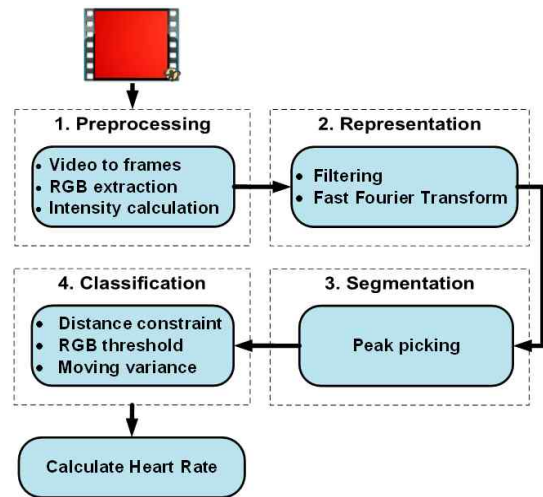 1. Preprocessing
• Video to frames
• RGB extraction
• Intensity calculation
2. Representation
• Filtering
• Fast Fourier Transform
3. Segmentation
Peak picking
4. Classification
• Distance constraint
• RGB threshold
• Moving variance
Calculate Heart Rate